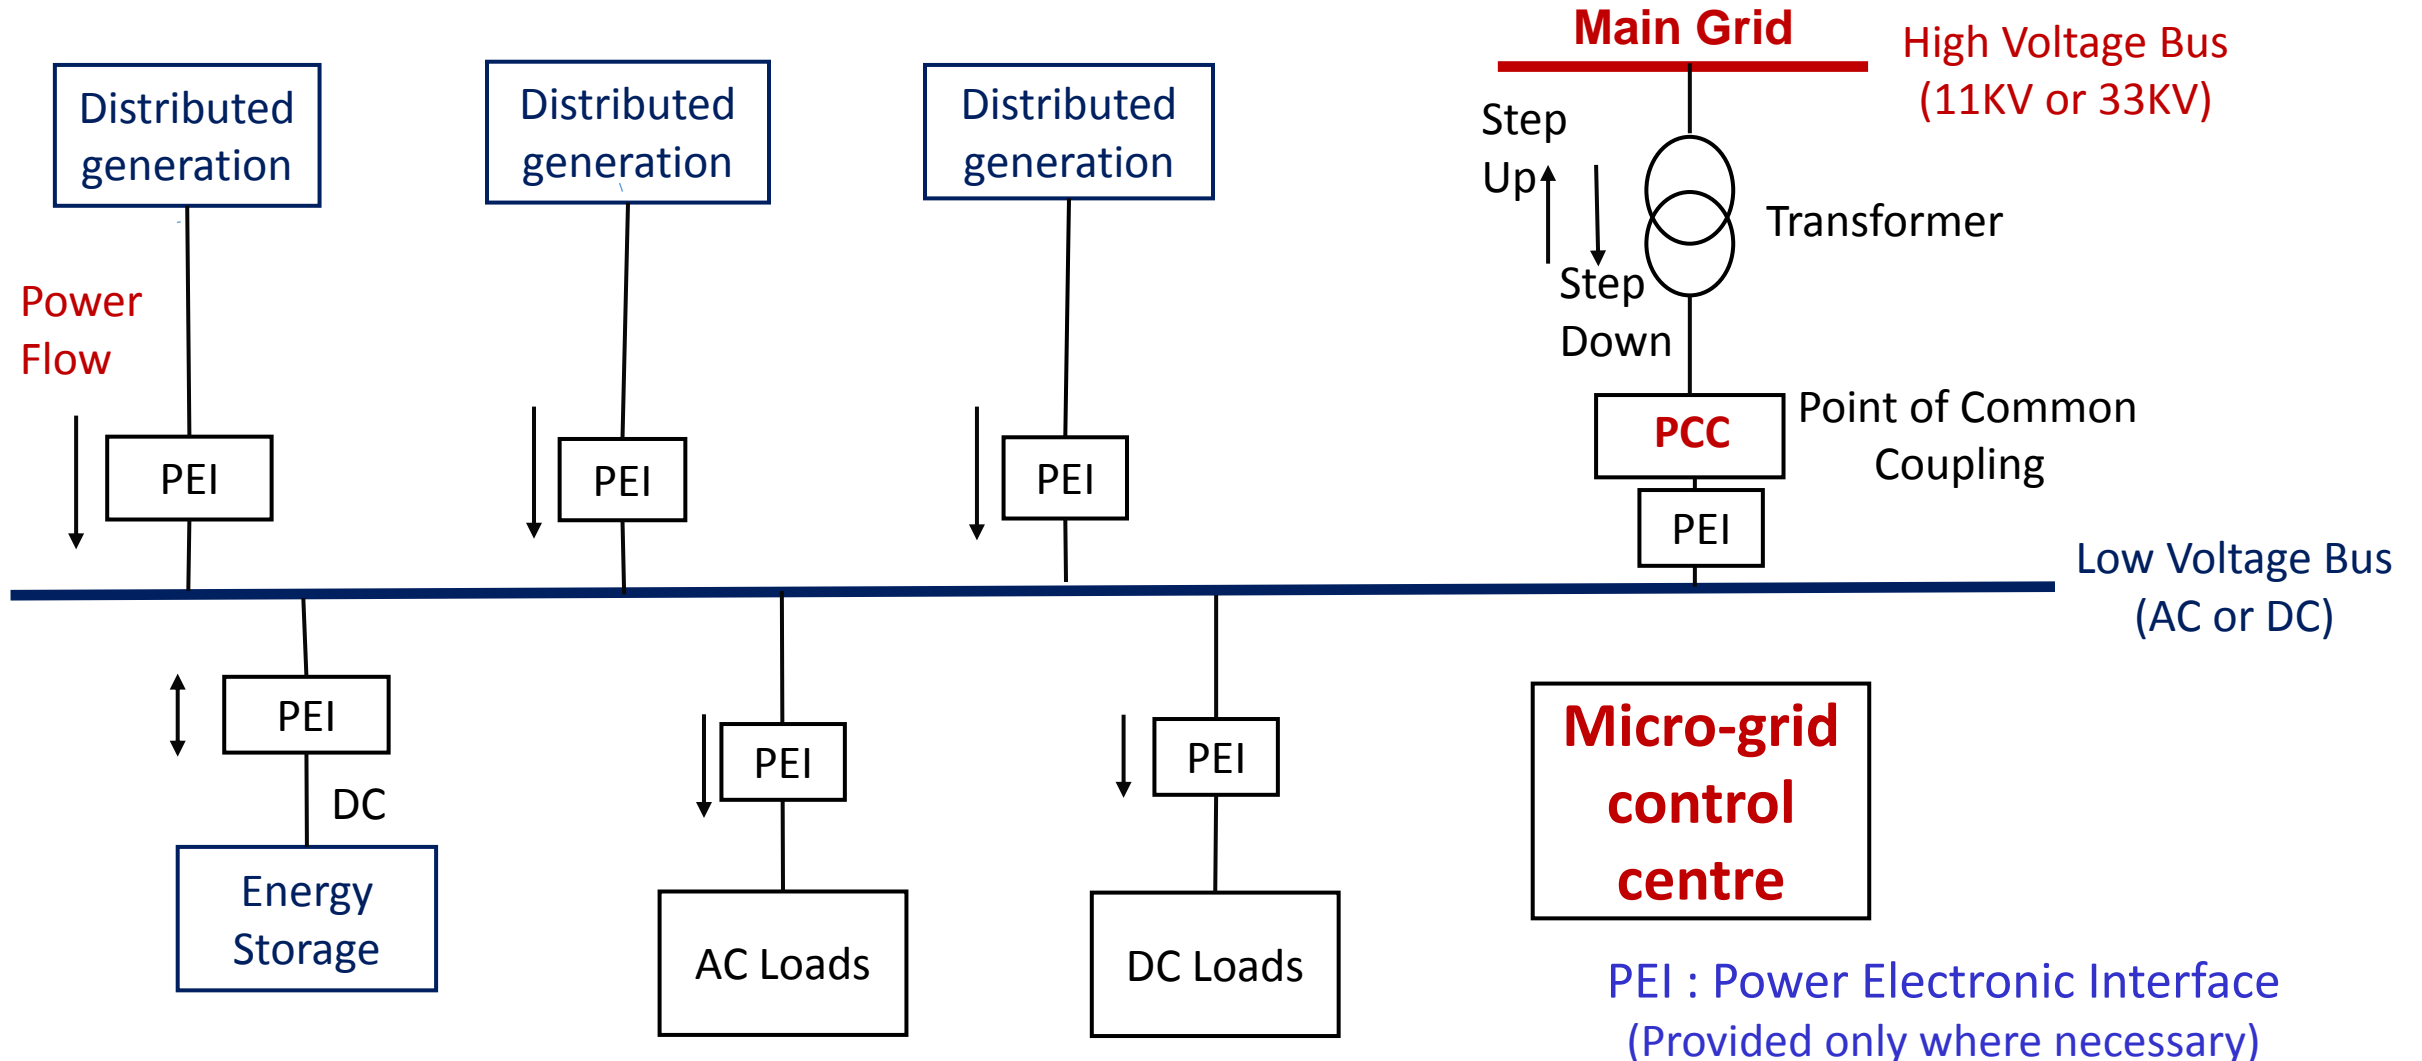 Main Grid
High Voltage Bus
(11KV or 33KV)
Distributed
generation
Distributed
generation
Distributed
generation
Step
Up
Transformer
Step
Down
Power
Flow
PCC
Point of Common
Coupling
PEI
PEI
PEI
PEI
Low Voltage Bus
(AC or DC)
PEI
PEI
PEI
DC
Micro-grid
control
centre
Energy
Storage
AC Loads
DC Loads
PEI : Power Electronic Interface
(Provided only where necessary)